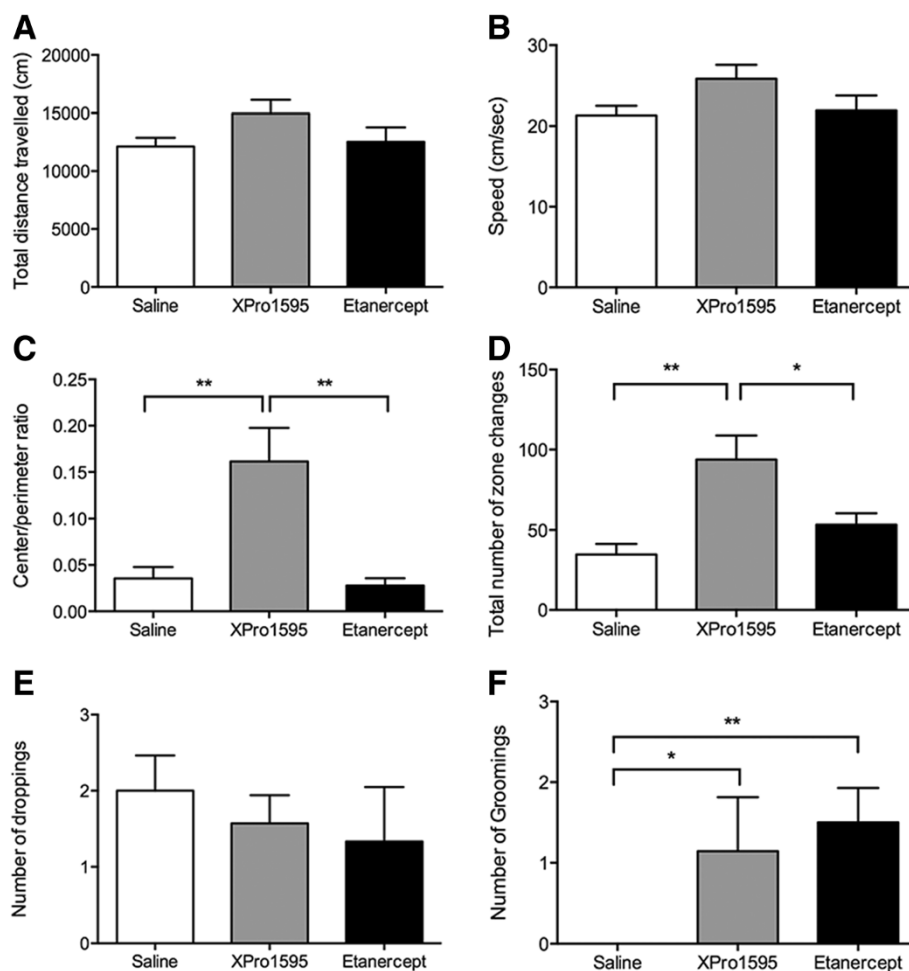 A
Total distance travelled (cm)
20000
15000
10000
5000
0
Saline XPro1595 Etanercept
B
Speed (cm/sec)
30
20
10
0
Saline XPro1595 Etanercept
C
Center/perimeter ratio
0.25
0.20
0.15
0.10
0.05
0.00
** **
Saline XPro1595 Etanercept
D
Total number of zone changes
150
100
50
0
** *
Saline XPro1595 Etanercept
E
Number of droppings
3
2
1
0
Saline XPro1595 Etanercept
F
Number of Groomings
3
2
1
0
**
*
Saline XPro1595 Etanercept